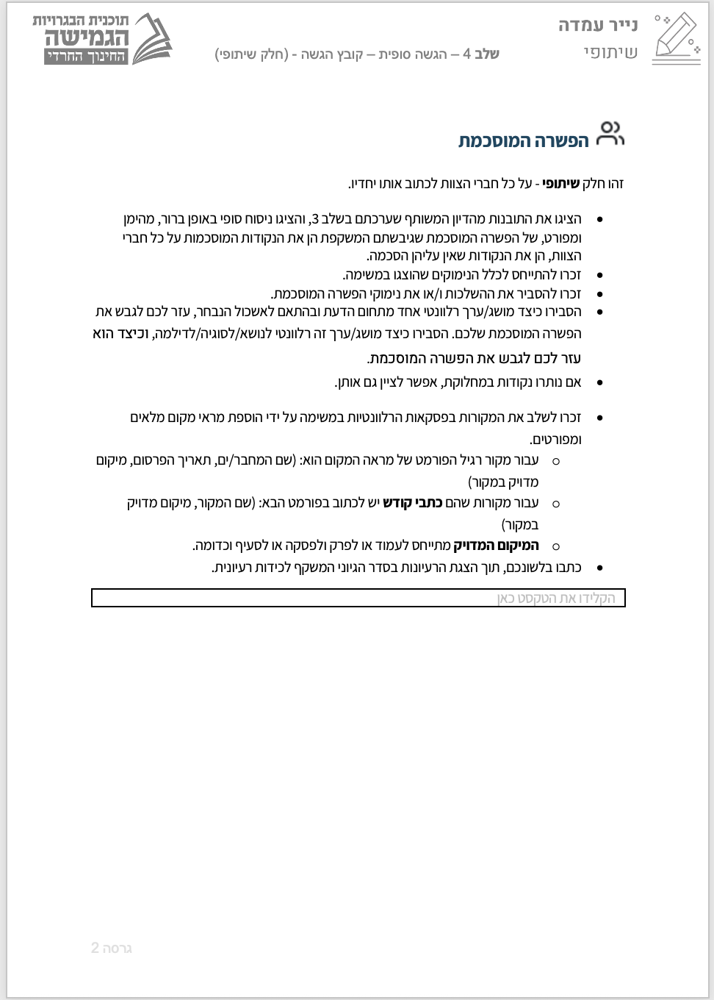 נייר עמדה
שיתופי
שלב 4 – הגשה סופית – קובץ הגשה - (חלק שיתופי)
תוכנית הבגרויות
הגמישה
החינוך החרדי
הפשרה המוסכמת
זהו חלק שיתופי - על כל חברי הצוות לכתוב אותו יחדיו.
• הציגו את התובנות מהדיון המשותף שערכתם בשלב 3, והציגו ניסוח סופי באופן ברור, מהימן
ומפורט, של הפשרה המוסכמת שגיבשתם המשקפת הן את הנקודות המוסכמות על כל חברי
הצוות, הן את הנקודות שאין עליהן הסכמה.
• זכרו להתייחס לכלל הנימוקים שהוצגו במשימה.
• זכרו להסביר את ההשלכות ו/או את נימוקי הפשרה המוסכמת.
• הסבירו כיצד מושג/ערך רלוונטי אחד מתחום הדעת ובהתאם לאשכול הנבחר, עזר לכם לגבש את
הפשרה המוסכמת שלכם. הסבירו כיצד מושג/ערך זה רלוונטי לנושא/לסוגיה/לדילמה, וכיצד הוא
עזר לכם לגבש את הפשרה המוסכמת.
• אם נותרו נקודות במחלוקת, אפשר לציין גם אותן.
• זכרו לשלב את המקורות בפסקאות הרלוונטיות במשימה על ידי הוספת מראי מקום מלאים
ומפורטים.
o עבור מקור רגיל הפורמט של מראה המקום הוא: (שם המחבר/ים, תאריך הפרסום, מיקום
מדויק במקור)
o עבור מקורות שהם כתבי קודש יש לכתוב בפורמט הבא: (שם המקור, מיקום מדויק
במקור)
o המיקום המדויק מתייחס לעמוד או לפרק ולפסקה או לסעיף וכדומה.
• כתבו בלשונכם, תוך הצגת הרעיונות בסדר הגיוני המשקף לכידות רעיונית.
הקלידו את הטקסט כאן
גרסה 2